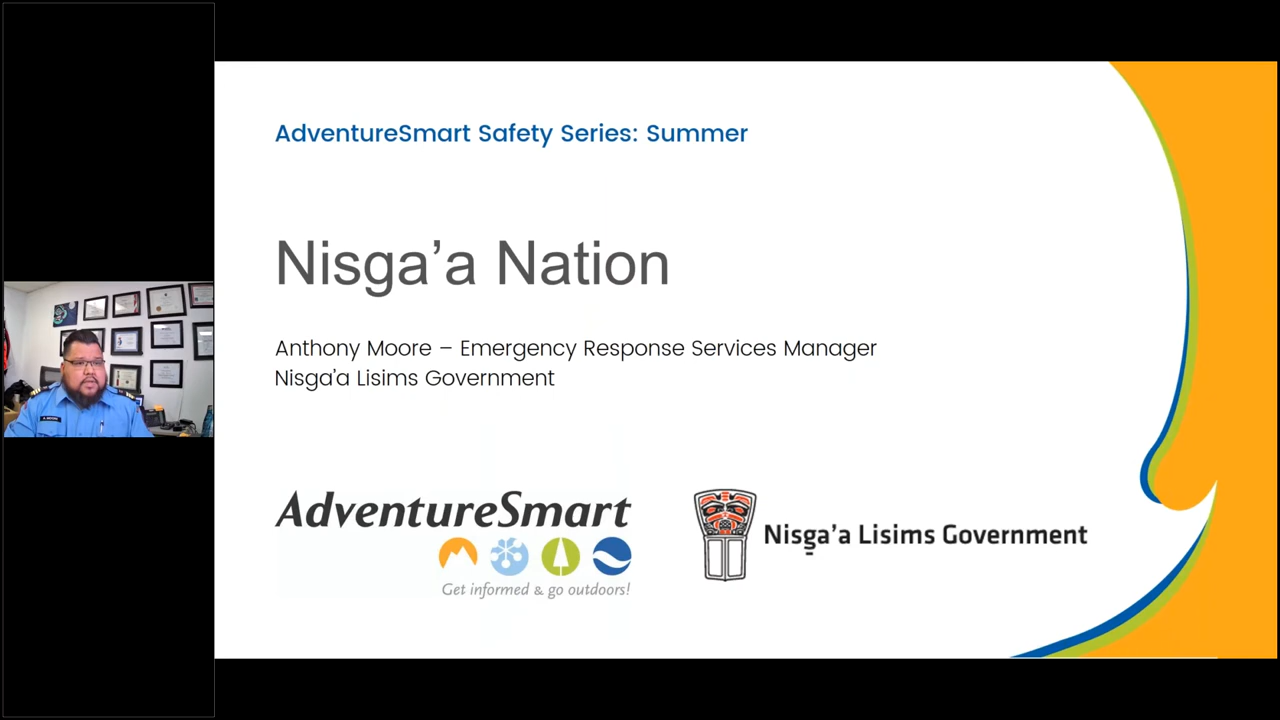 AdventureSmart Safety Series: Summer
Nisga’a Nation
Anthony Moore – Emergency Response Services Manager
Nisga’a Lisims Government
AdventureSmart
Get informed & go outdoors!
Nisg̱a’a Lisims Government